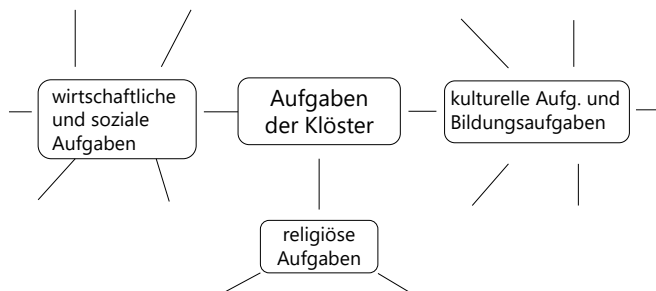 wirtschaftliche
und soziale
Aufgaben
Aufgaben
der Klöster
kulturelle Aufg. und
Bildungsaufgaben
religiöse
Aufgaben